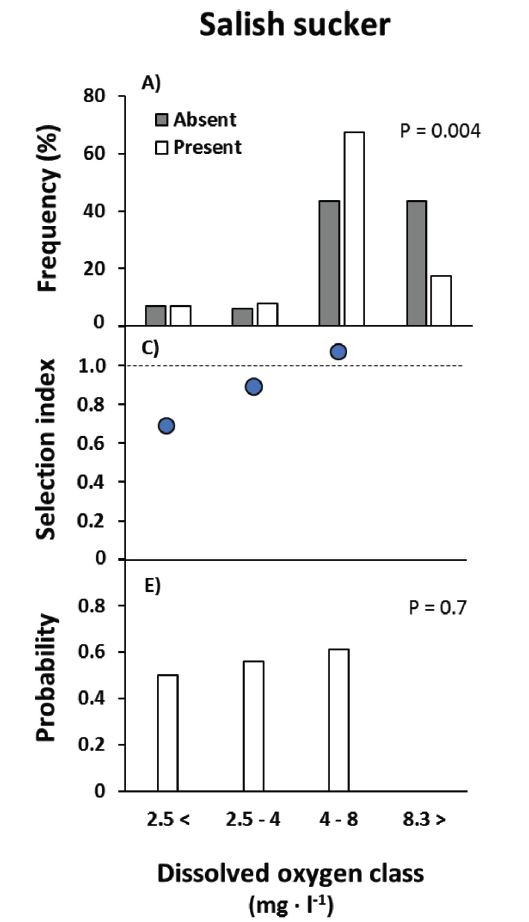 Salish sucker
A)
80
60
40
20
0
Frequency (%)
Absent
Present
P = 0.004
C)
1.0
0.8
0.6
0.4
0.2
0
Selection index
E)
0.8
0.6
0.4
0.2
0
Probability
P = 0.7
2.5 < 2.5 - 4 4 - 8 8.3 >
Dissolved oxygen class
(mg · l⁻¹)